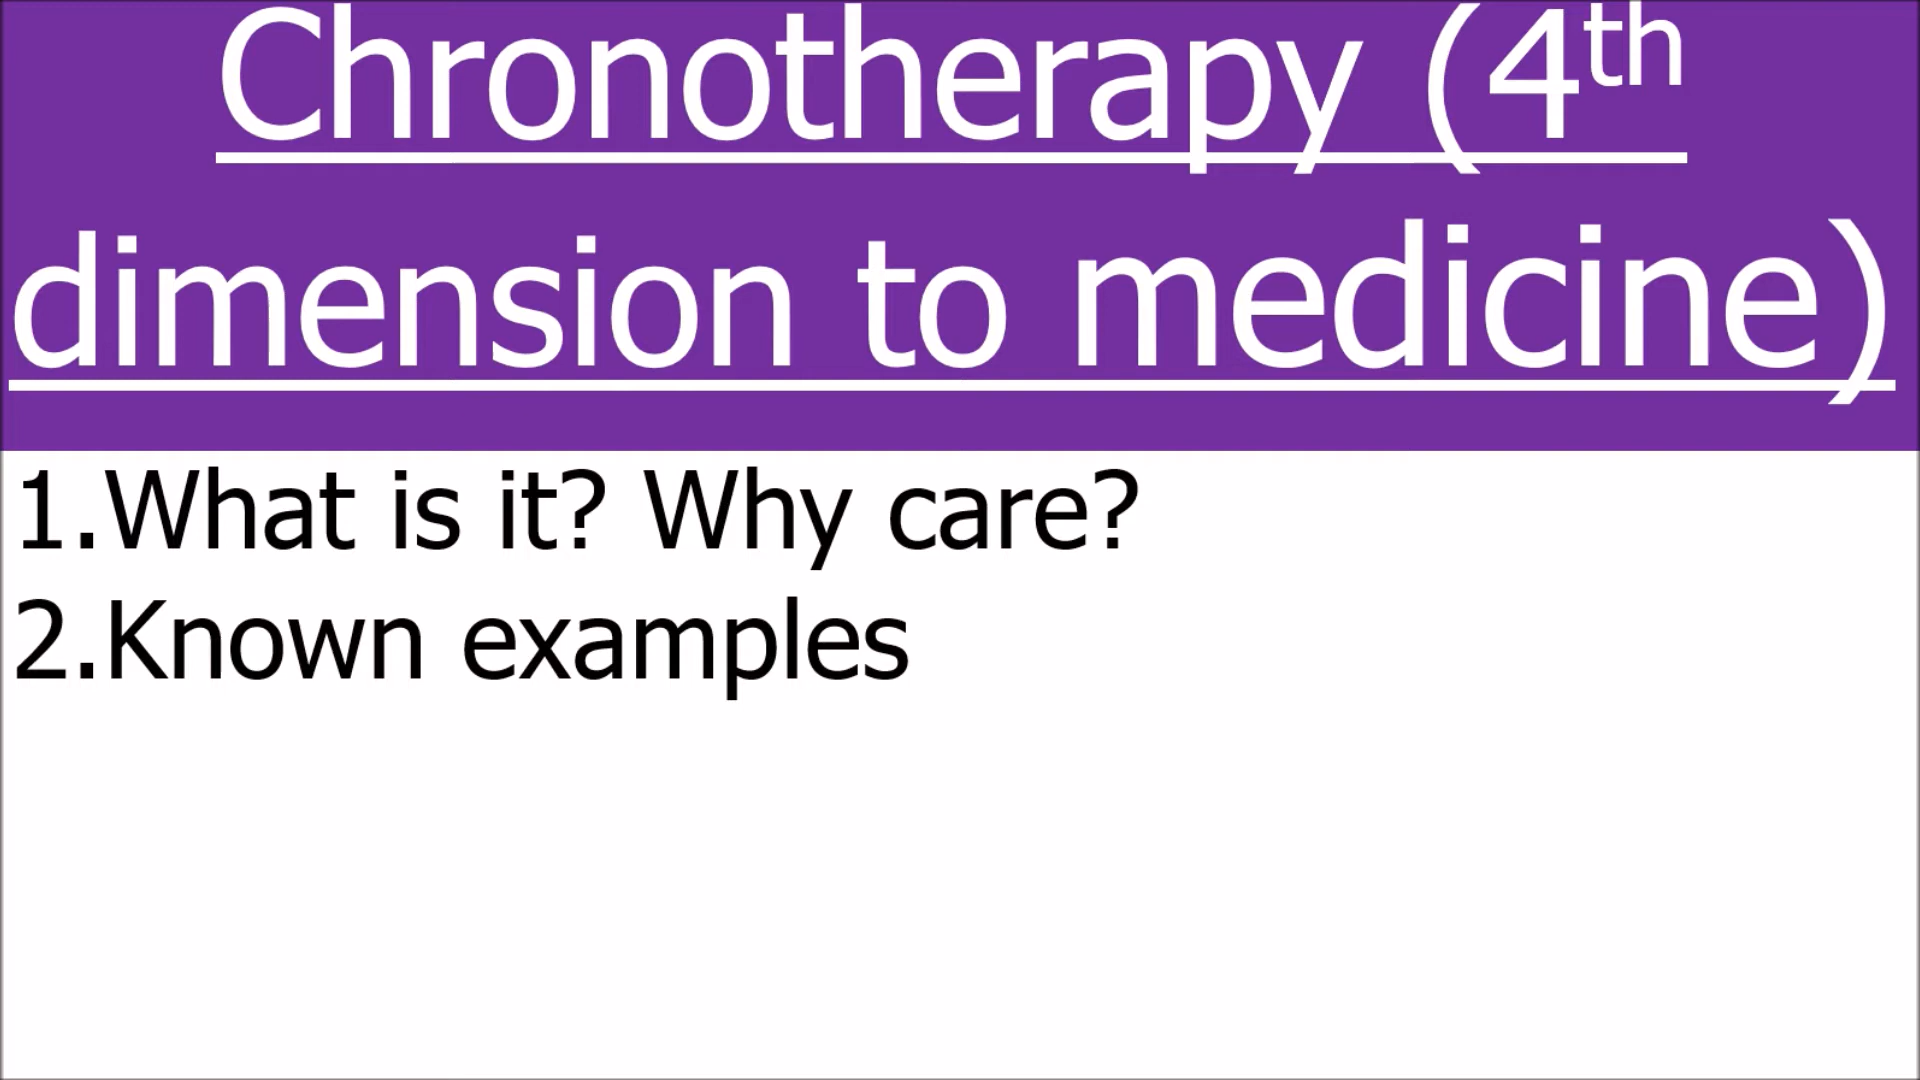 Chronotherapy (4th
dimension to medicine)
1.What is it? Why care?
2.Known examples